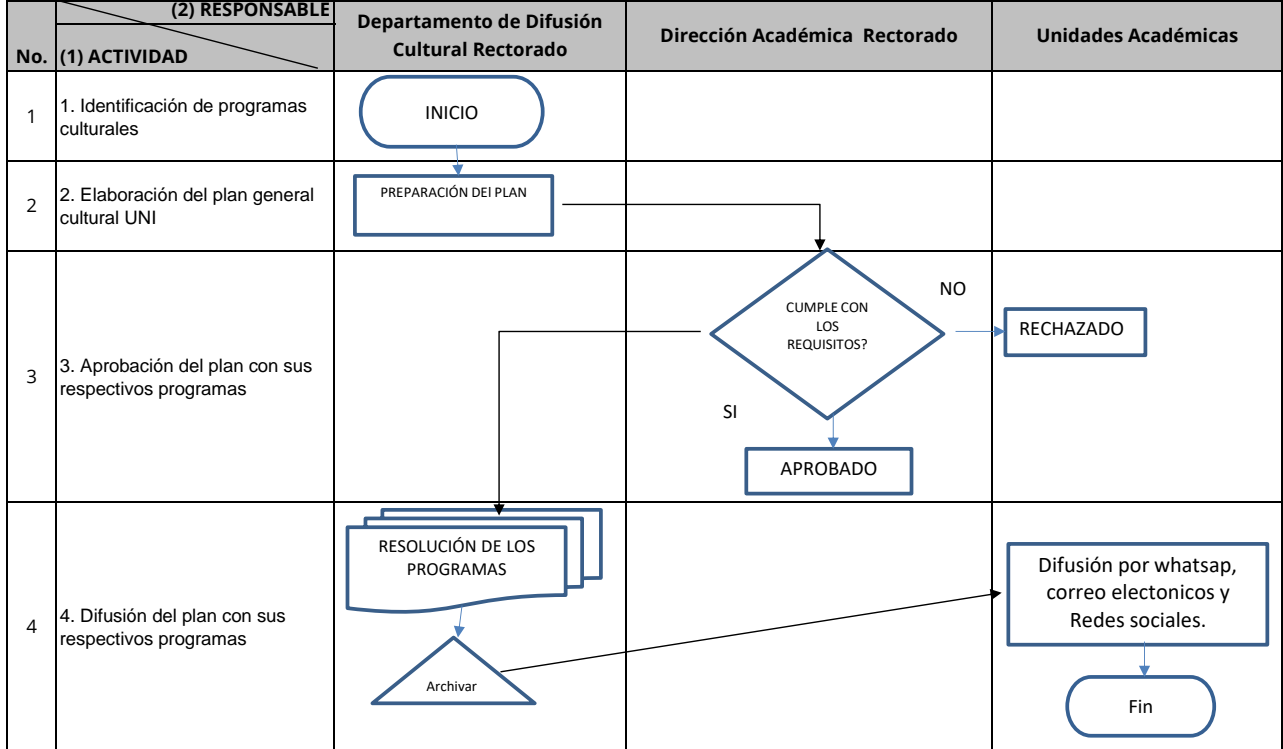 (2) RESPONSABLE
No. (1) ACTIVIDAD
Departamento de Difusión
Cultural Rectorado
Dirección Académica Rectorado
Unidades Académicas
1
1. Identificación de programas
culturales
INICIO
2
2. Elaboración del plan general
cultural UNI
PREPARACIÓN DEl PLAN
3
3. Aprobación del plan con sus
respectivos programas
CUMPLE CON
LOS
REQUISITOS?
NO
RECHAZADO
SI
APROBADO
4
4. Difusión del plan con sus
respectivos programas
RESOLUCIÓN DE LOS
PROGRAMAS
Archivar
Difusión por whatsap,
correo electonicos y
Redes sociales.
Fin